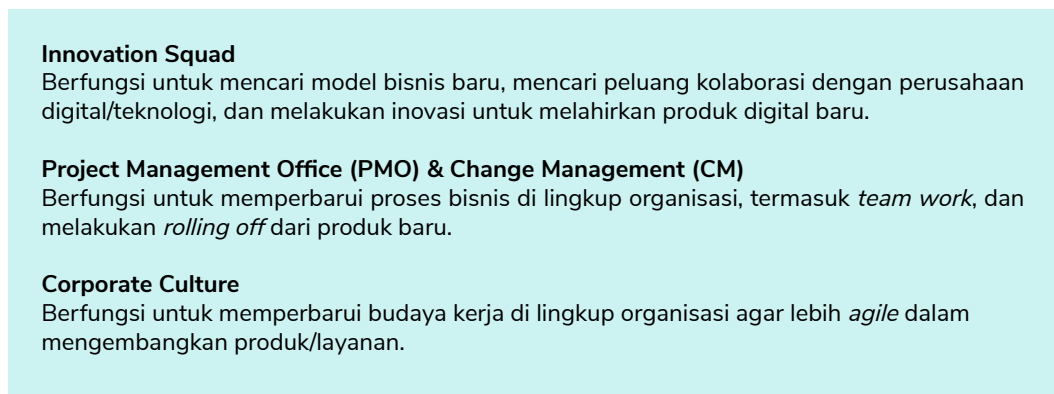 Innovation Squad
Berfungsi untuk mencari model bisnis baru, mencari peluang kolaborasi dengan perusahaan
digital/teknologi, dan melakukan inovasi untuk melahirkan produk digital baru.
Project Management Office (PMO) & Change Management (CM)
Berfungsi untuk memperbarui proses bisnis di lingkup organisasi, termasuk team work, dan
melakukan rolling off dari produk baru.
Corporate Culture
Berfungsi untuk memperbarui budaya kerja di lingkup organisasi agar lebih agile dalam
mengembangkan produk/layanan.